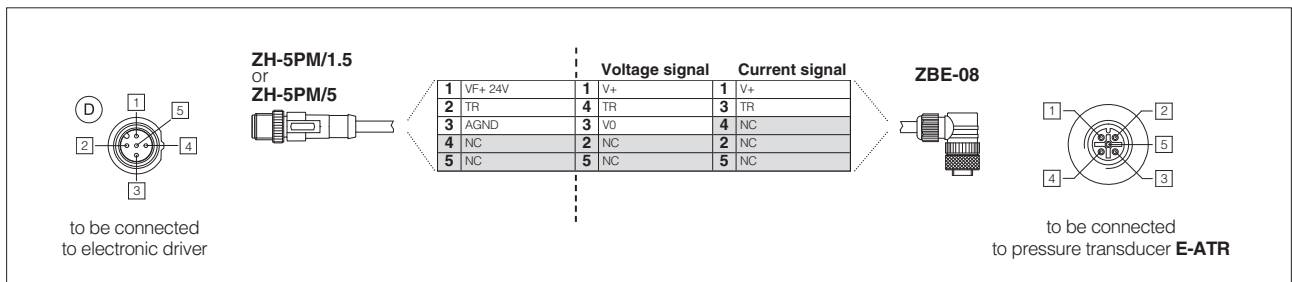 ZH-5PM/1.5
or
ZH-5PM/5
D
1
5
2
4
3
to be connected
to electronic driver
Voltage signal Current signal
1 VF+ 24V 1 V+ 1 V+
2 TR 4 TR 3 TR
3 AGND 3 V0 4 NC
4 NC 2 NC 2 NC
5 NC 5 NC 5 NC
ZBE-08
1
2
5
4
3
to be connected
to pressure transducer E-ATR